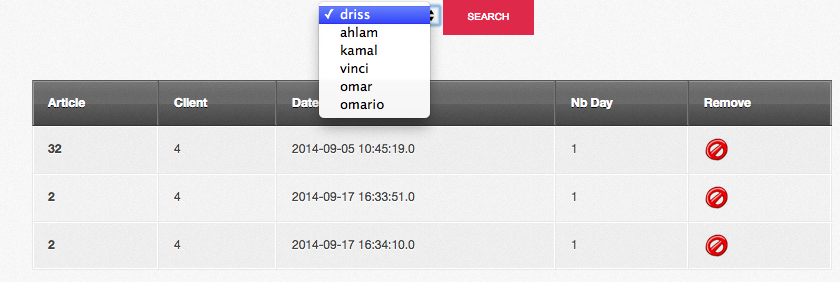 ✓ driss
SEARCH
ahlam
kamal
vinci
omar
omario
Article Client Date Nb Day Remove
32 4 2014-09-05 10:45:19.0 1
2 4 2014-09-17 16:33:51.0 1
2 4 2014-09-17 16:34:10.0 1